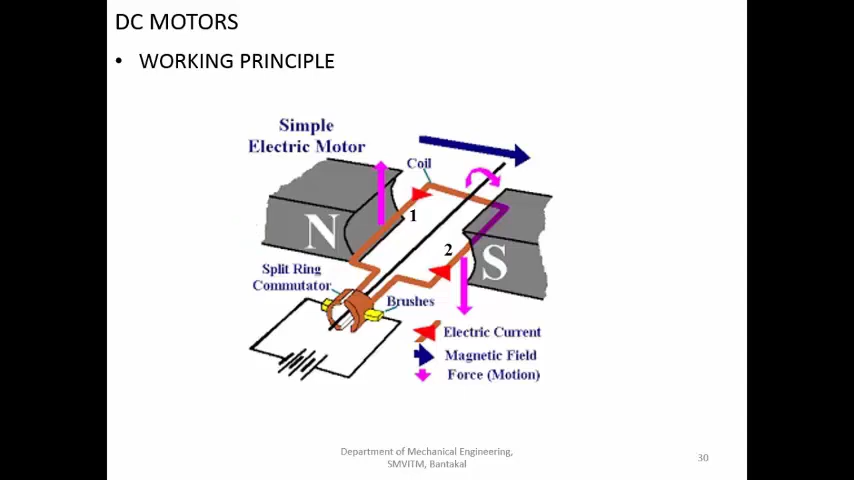 DC MOTORS
• WORKING PRINCIPLE
Simple
Electric Motor
Coil
1
N
2
S
Split Ring
Commutator
Brushes
Electric Current
Magnetic Field
Force (Motion)
Department of Mechanical Engineering,
SMVITM, Bantakal
30